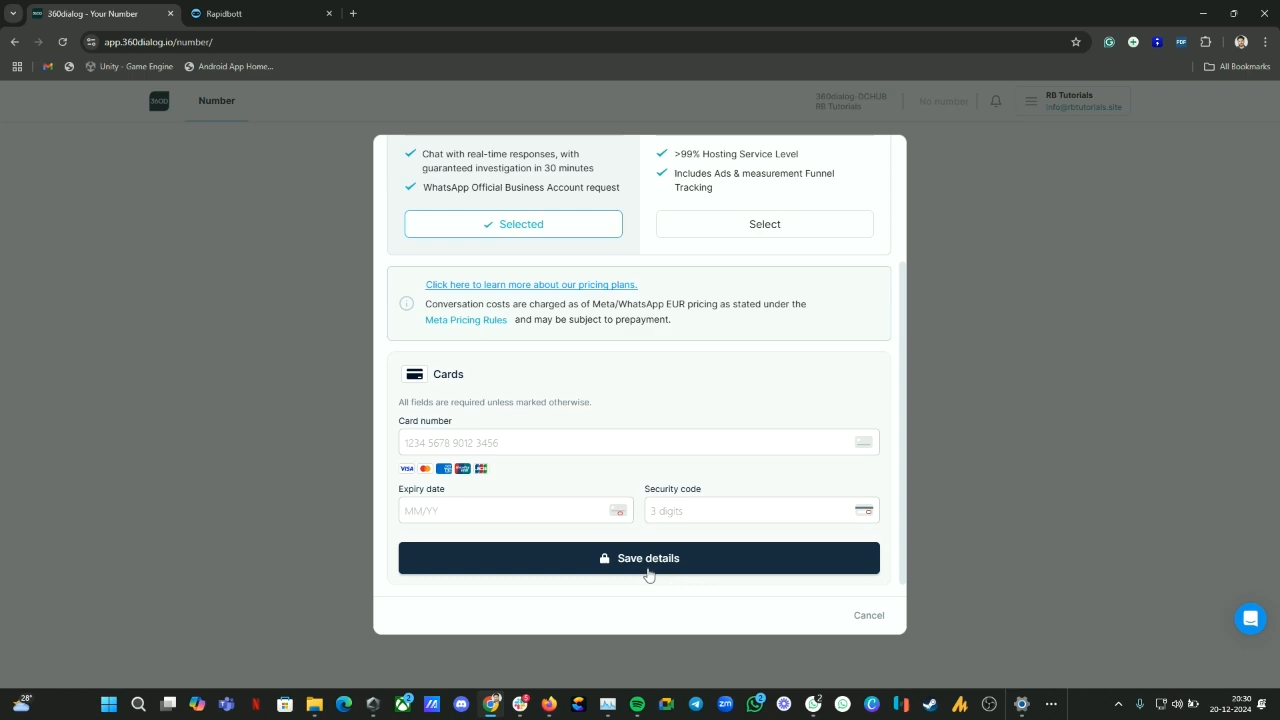 360dialog - Your Number
Rapidbott
app.360dialog.io/number/
Unity - Game Engine
Android App Home...
All Bookmarks
360D
Number
360dialog-DCHUB
RB Tutorials
No number
RB Tutorials
info@rbtutorials.site
Chat with real-time responses, with
guaranteed investigation in 30 minutes
WhatsApp Official Business Account request
Selected
>99% Hosting Service Level
Includes Ads & measurement Funnel
Tracking
Select
Click here to learn more about our pricing plans.
Conversation costs are charged as of Meta/WhatsApp EUR pricing as stated under the
Meta Pricing Rules and may be subject to prepayment.
Cards
All fields are required unless marked otherwise.
Card number
1234 5678 9012 3456
VISA
Expiry date
Security code
MM/YY
3 digits
Save details
Cancel
28°
20:30
20-12-2024